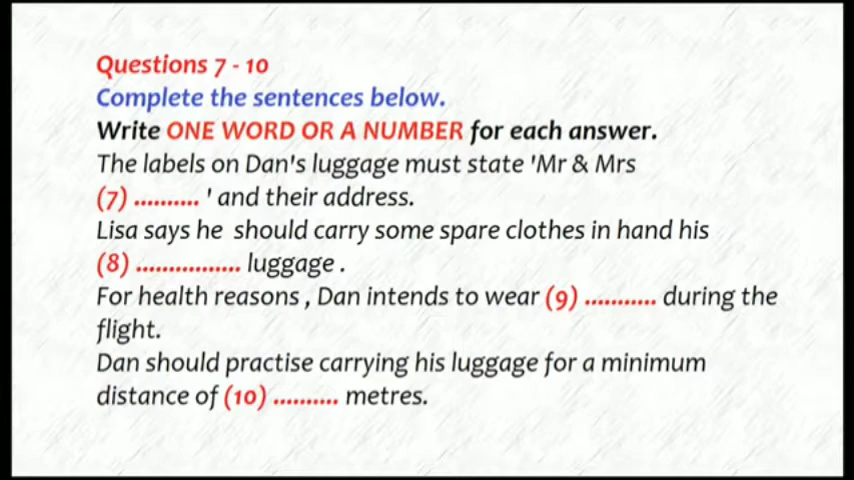 Questions 7 - 10
Complete the sentences below.
Write ONE WORD OR A NUMBER for each answer.
The labels on Dan's luggage must state 'Mr & Mrs
(7) .......... ' and their address.
Lisa says he should carry some spare clothes in hand his
(8) ................ luggage .
For health reasons , Dan intends to wear (9) ........... during the
flight.
Dan should practise carrying his luggage for a minimum
distance of (10) .......... metres.